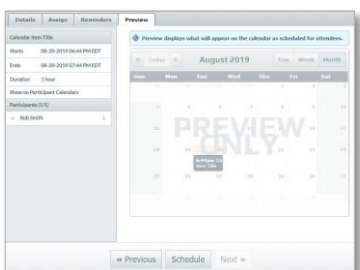 Details Assign Reminders Preview
Calendar Item Title
Starts 08-20-2019 06:44 PM EDT
Ends 08-20-2019 07:44 PM EDT
Duration 1 hour
Show on Participant Calendars
Participants (1/1)
Bob Smith
Preview displays what will appear on the calendar as scheduled for attendees.
Today August 2019 Day Week Month
Sun Mon Tue Wed Thu Fri Sat
PREVIEW
ONLY
« Previous Schedule Next »